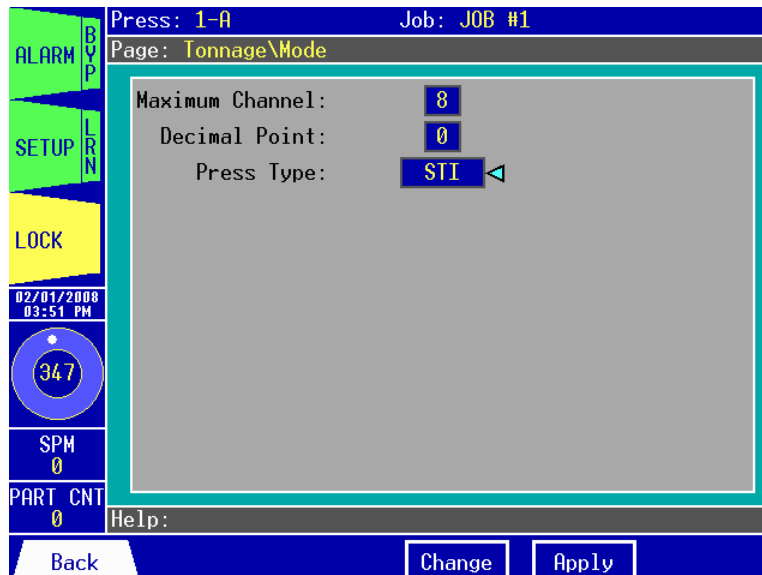 Press: 1-A Job: JOB #1
Page: Tonnage\Mode
ALARM BYP
SETUP LRN
LOCK
02/01/2008
03:51 PM
347
SPM
0
PART CNT
0
Maximum Channel: 8
Decimal Point: 0
Press Type: STI
Help:
Back Change Apply